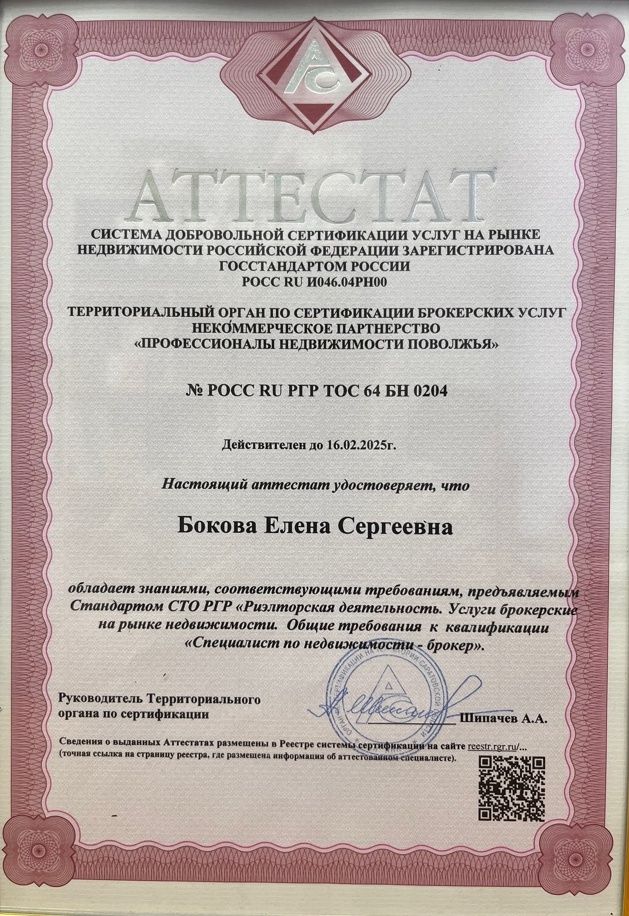 АС
АТТЕСТАТ
СИСТЕМА ДОБРОВОЛЬНОЙ СЕРТИФИКАЦИИ УСЛУГ НА РЫНКЕ
НЕДВИЖИМОСТИ РОССИЙСКОЙ ФЕДЕРАЦИИ ЗАРЕГИСТРИРОВАНА
ГОССТАНДАРТОМ РОССИИ
РОСС RU И046.04РН00
ТЕРРИТОРИАЛЬНЫЙ ОРГАН ПО СЕРТИФИКАЦИИ БРОКЕРСКИХ УСЛУГ
НЕКОММЕРЧЕСКОЕ ПАРТНЕРСТВО
«ПРОФЕССИОНАЛЫ НЕДВИЖИМОСТИ ПОВОЛЖЬЯ»
№ РОСС RU РГР ТОС 64 БН 0204
Действителен до 16.02.2025г.
Настоящий аттестат удостоверяет, что
Бокова Елена Сергеевна
обладает знаниями, соответствующими требованиям, предъявляемым
Стандартом СТО РГР «Риэлторская деятельность. Услуги брокерские
на рынке недвижимости. Общие требования к квалификации
«Специалист по недвижимости - брокер».
Руководитель Территориального
органа по сертификации
Шипачев А.А.
Сведения о выданных Аттестатах размещены в Реестре системы сертификации на сайте reestr.rgr.ru/...
(точная ссылка на страницу реестра, где размещена информация об аттестованном специалисте).